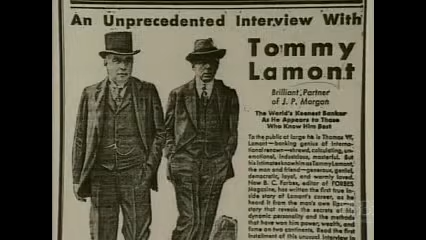 An Unprecedented Interview With
Tommy
Lamont
Brilliant Partner
of J. P. Morgan
The World's Keenest Banker
As He Appears to Those
Who Know Him Best
To the public at large he is Thomas W.
Lamont—banking genius of interna-
tional renown—shrewd, calculating, un-
emotional, industrious, masterful. But
his intimates know him as Tommy Lamont,
the man and friend—generous, genial,
democratic, loyal, and warmly loved.
Now B. C. Forbes, editor of FORBES
Magazine, has written the first true in-
side story of Lamont's career, as he
heard it from the man's own lips—a
story that reveals the secrets of his
dynamic personality and the methods
that have won him power, wealth, and
fame on two continents. Read the first
installment of this unusual interview in